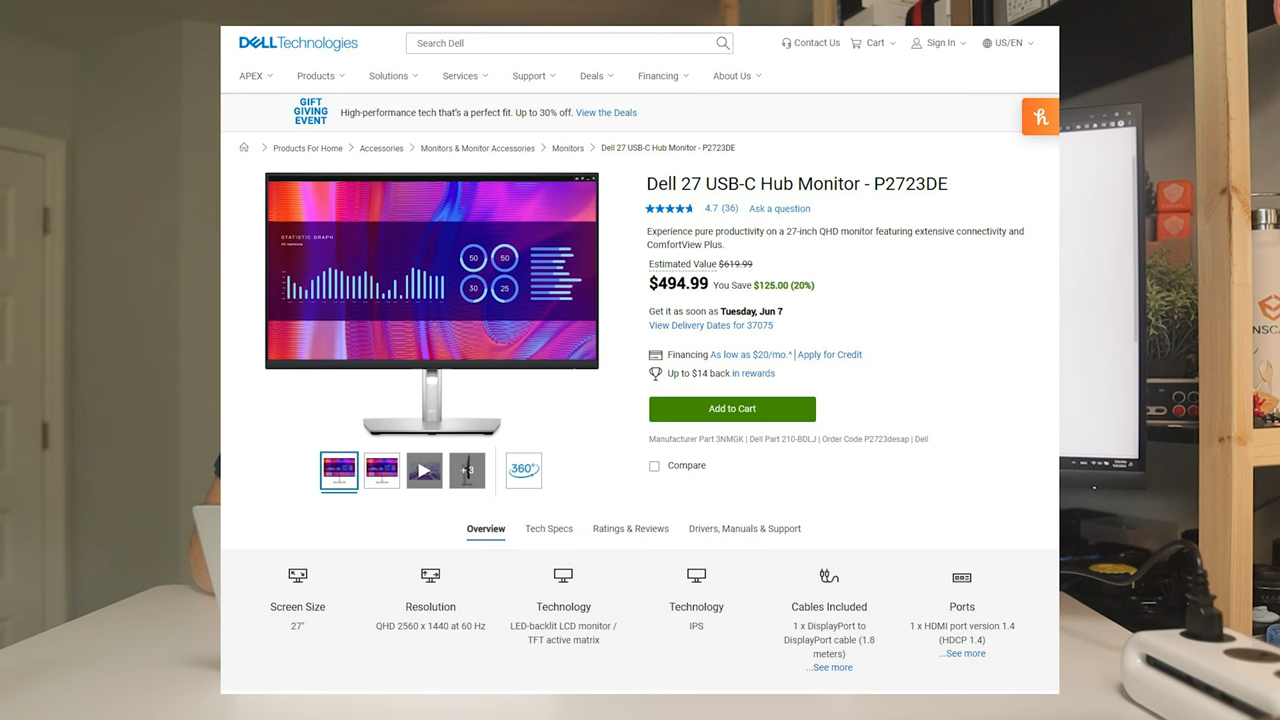 DELLTechnologies
Search Dell
Contact Us
Cart
Sign In
US/EN
APEX
Products
Solutions
Services
Support
Deals
Financing
About Us
GIFT
GIVING
EVENT
High-performance tech that's a perfect fit. Up to 30% off. View the Deals
Products For Home
Accessories
Monitors & Monitor Accessories
Monitors
Dell 27 USB-C Hub Monitor - P2723DE
STATISTIC GRAPH
50
50
30
25
Dell 27 USB-C Hub Monitor - P2723DE
4.7 (36) Ask a question
Experience pure productivity on a 27-inch QHD monitor featuring extensive connectivity and
ComfortView Plus.
Estimated Value $619.99
$494.99 You Save $125.00 (20%)
Get it as soon as Tuesday, Jun 7
View Delivery Dates for 37075
Financing As low as $20/mo.^ | Apply for Credit
Up to $14 back in rewards
Add to Cart
Manufacturer Part 3NMGK | Dell Part 210-BDLJ | Order Code P2723desap | Dell
Compare
+3
360°
Overview
Tech Specs
Ratings & Reviews
Drivers, Manuals & Support
Screen Size
27"
Resolution
QHD 2560 x 1440 at 60 Hz
Technology
LED-backlit LCD monitor /
TFT active matrix
Technology
IPS
Cables Included
1 x DisplayPort to
DisplayPort cable (1.8
meters)
...See more
Ports
1 x HDMI port version 1.4
(HDCP 1.4)
...See more